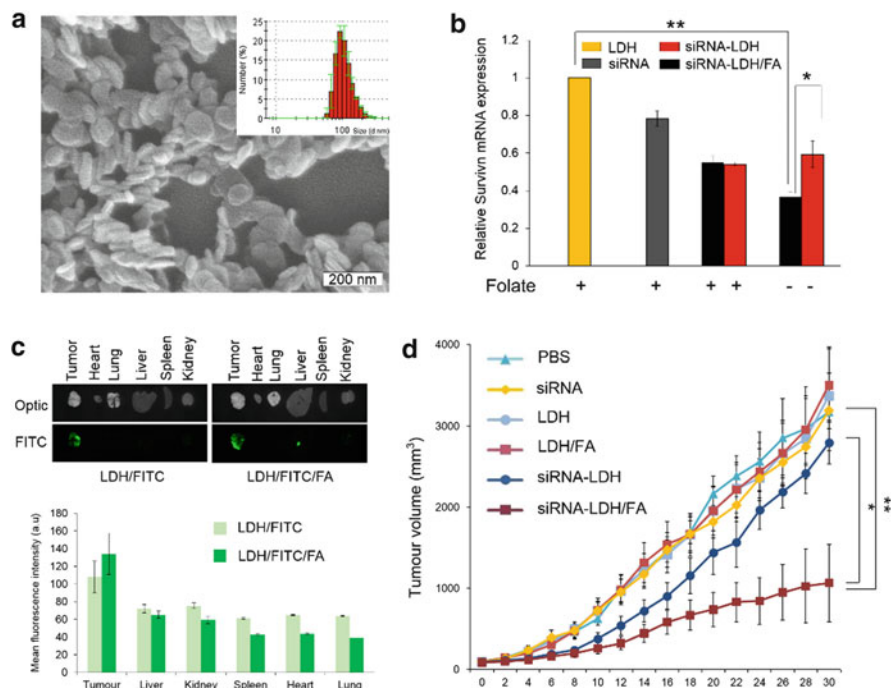 a
Number (%)
25
20
15
10
5
0
10
100
Size (d nm)
200 nm
b
LDH
siRNA-LDH
siRNA
siRNA-LDH/FA
**
*
Relative Survivn mRNA expression
1.2
1
0.8
0.6
0.4
0.2
0
Folate + + + + - -
c
Tumor Heart Lung Liver Spleen Kidney
Tumor Heart Lung Liver Spleen Kidney
Optic
FITC
LDH/FITC
LDH/FITC/FA
Mean fluorescence intensity (a.u)
160
140
120
100
80
60
40
20
0
LDH/FITC
LDH/FITC/FA
Tumour Liver Kidney Spleen Heart Lung
d
Tumour volume (mm³)
4000
3000
2000
1000
0
PBS
siRNA
LDH
LDH/FA
siRNA-LDH
siRNA-LDH/FA
*
**
0 2 4 6 8 10 12 14 16 18 20 22 24 26 28 30